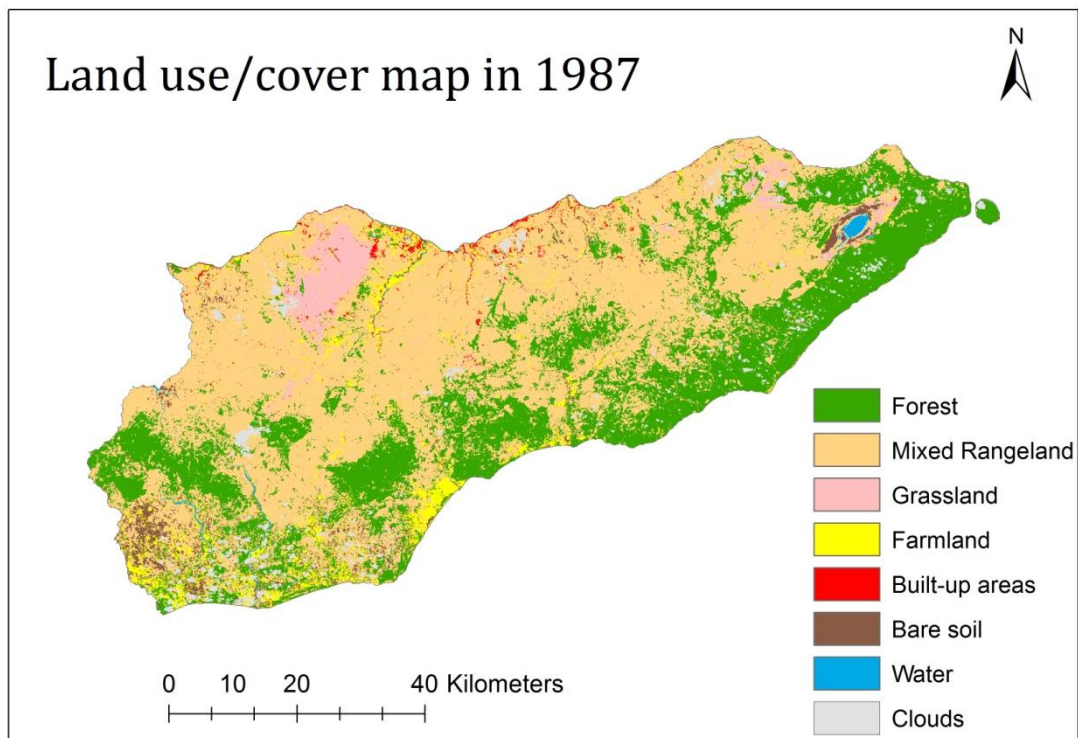 Land use/cover map in 1987
N
Forest
Mixed Rangeland
Grassland
Farmland
Built-up areas
Bare soil
Water
Clouds
0 10 20 40 Kilometers